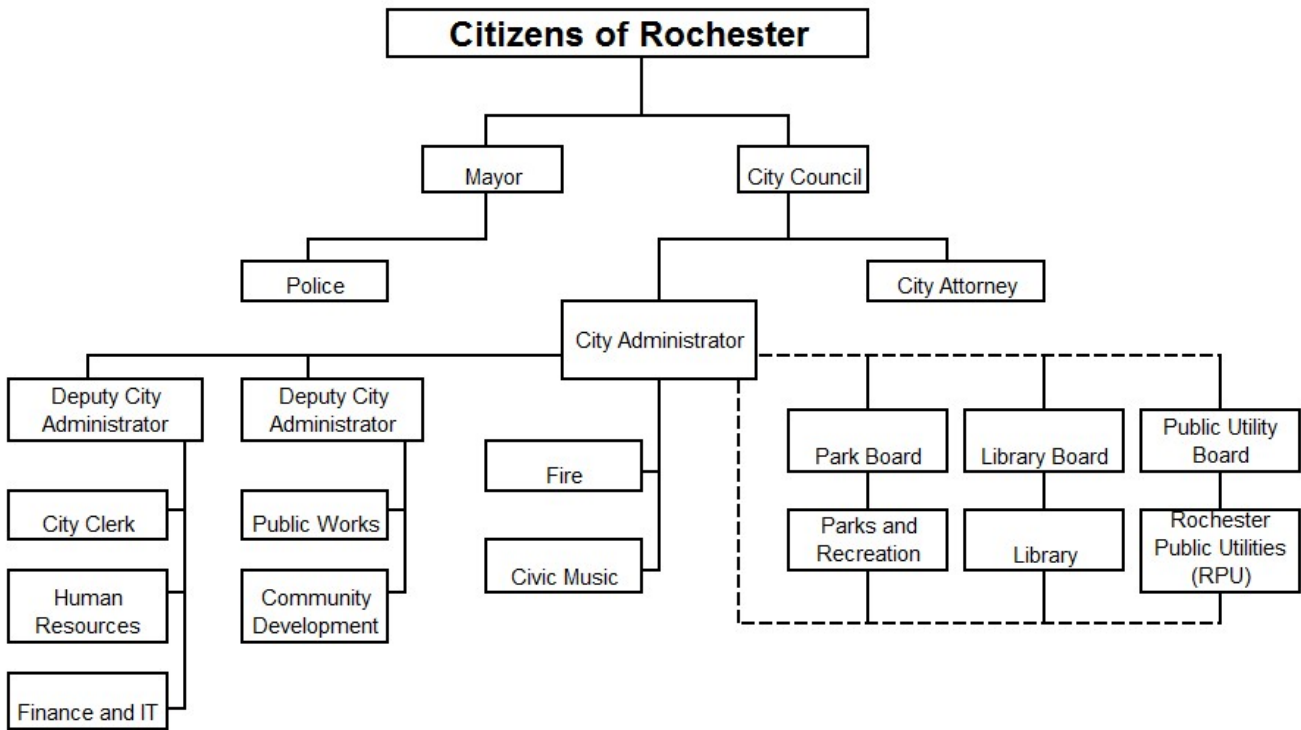 Citizens of Rochester
Mayor
City Council
Police
City Attorney
City Administrator
Deputy City
Administrator
Deputy City
Administrator
Fire
Park Board
Library Board
Public Utility
Board
City Clerk
Public Works
Civic Music
Parks and
Recreation
Library
Rochester
Public Utilities
(RPU)
Human
Resources
Community
Development
Finance and IT